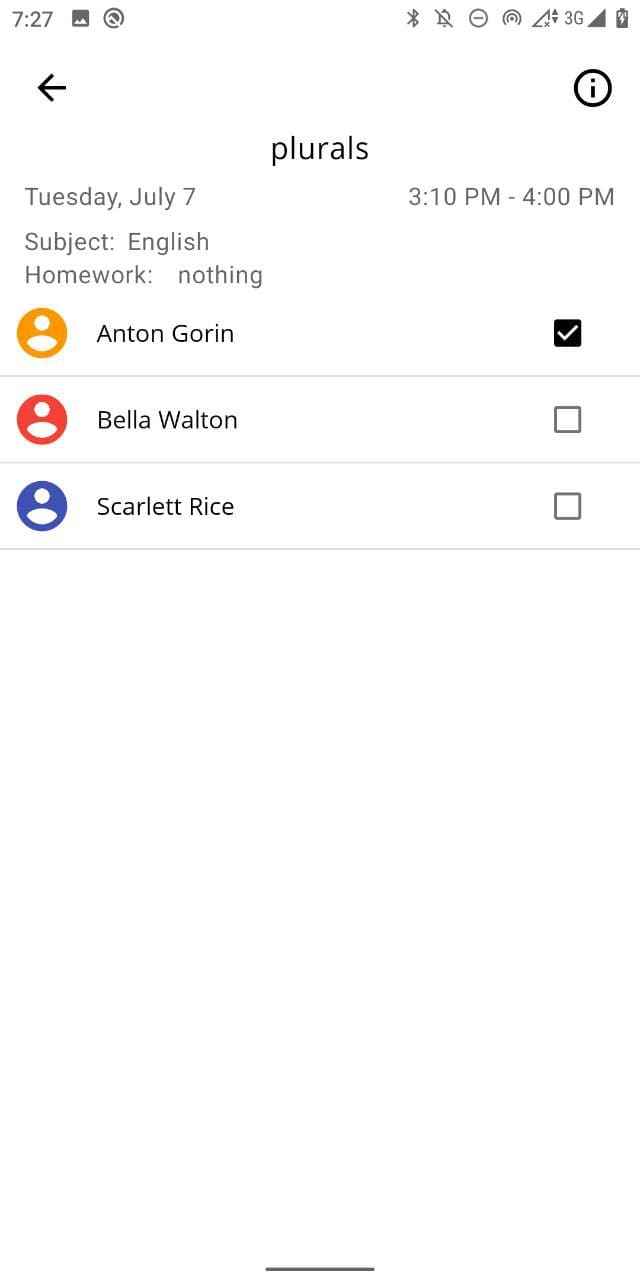 7:27 3G
plurals
Tuesday, July 7 3:10 PM - 4:00 PM
Subject: English
Homework: nothing
Anton Gorin
Bella Walton
Scarlett Rice